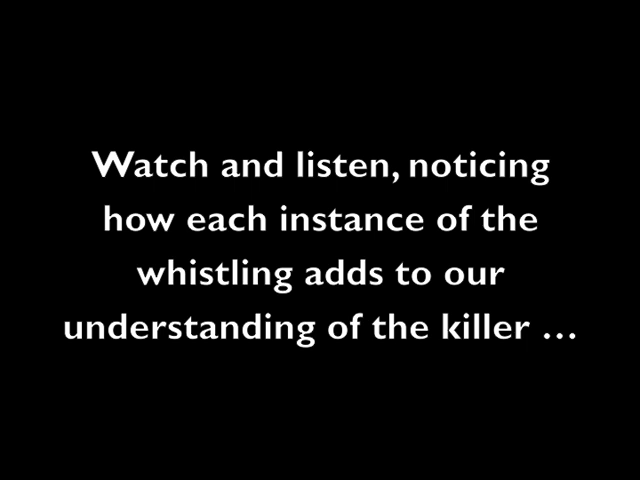 Watch and listen, noticing
how each instance of the
whistling adds to our
understanding of the killer …